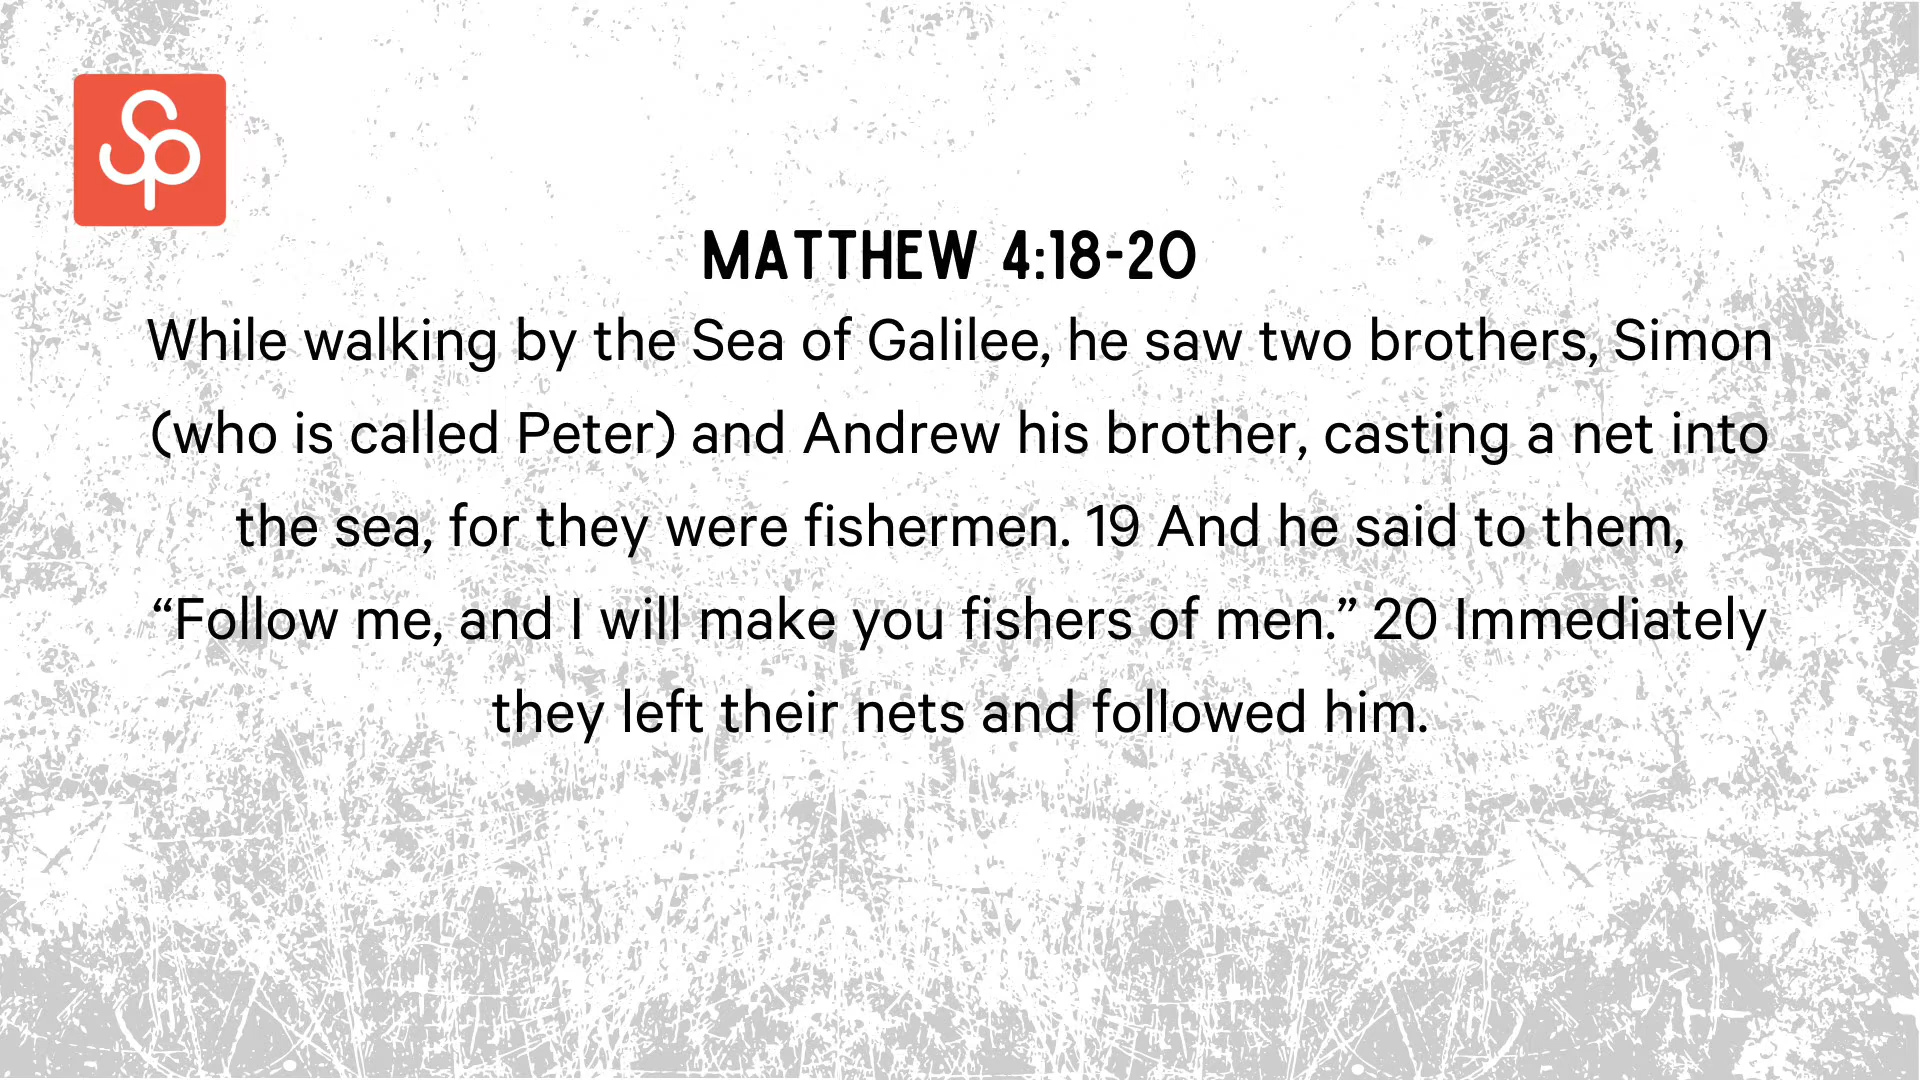 SP
MATTHEW 4:18-20
While walking by the Sea of Galilee, he saw two brothers, Simon
(who is called Peter) and Andrew his brother, casting a net into
the sea, for they were fishermen. 19 And he said to them,
“Follow me, and I will make you fishers of men.” 20 Immediately
they left their nets and followed him.